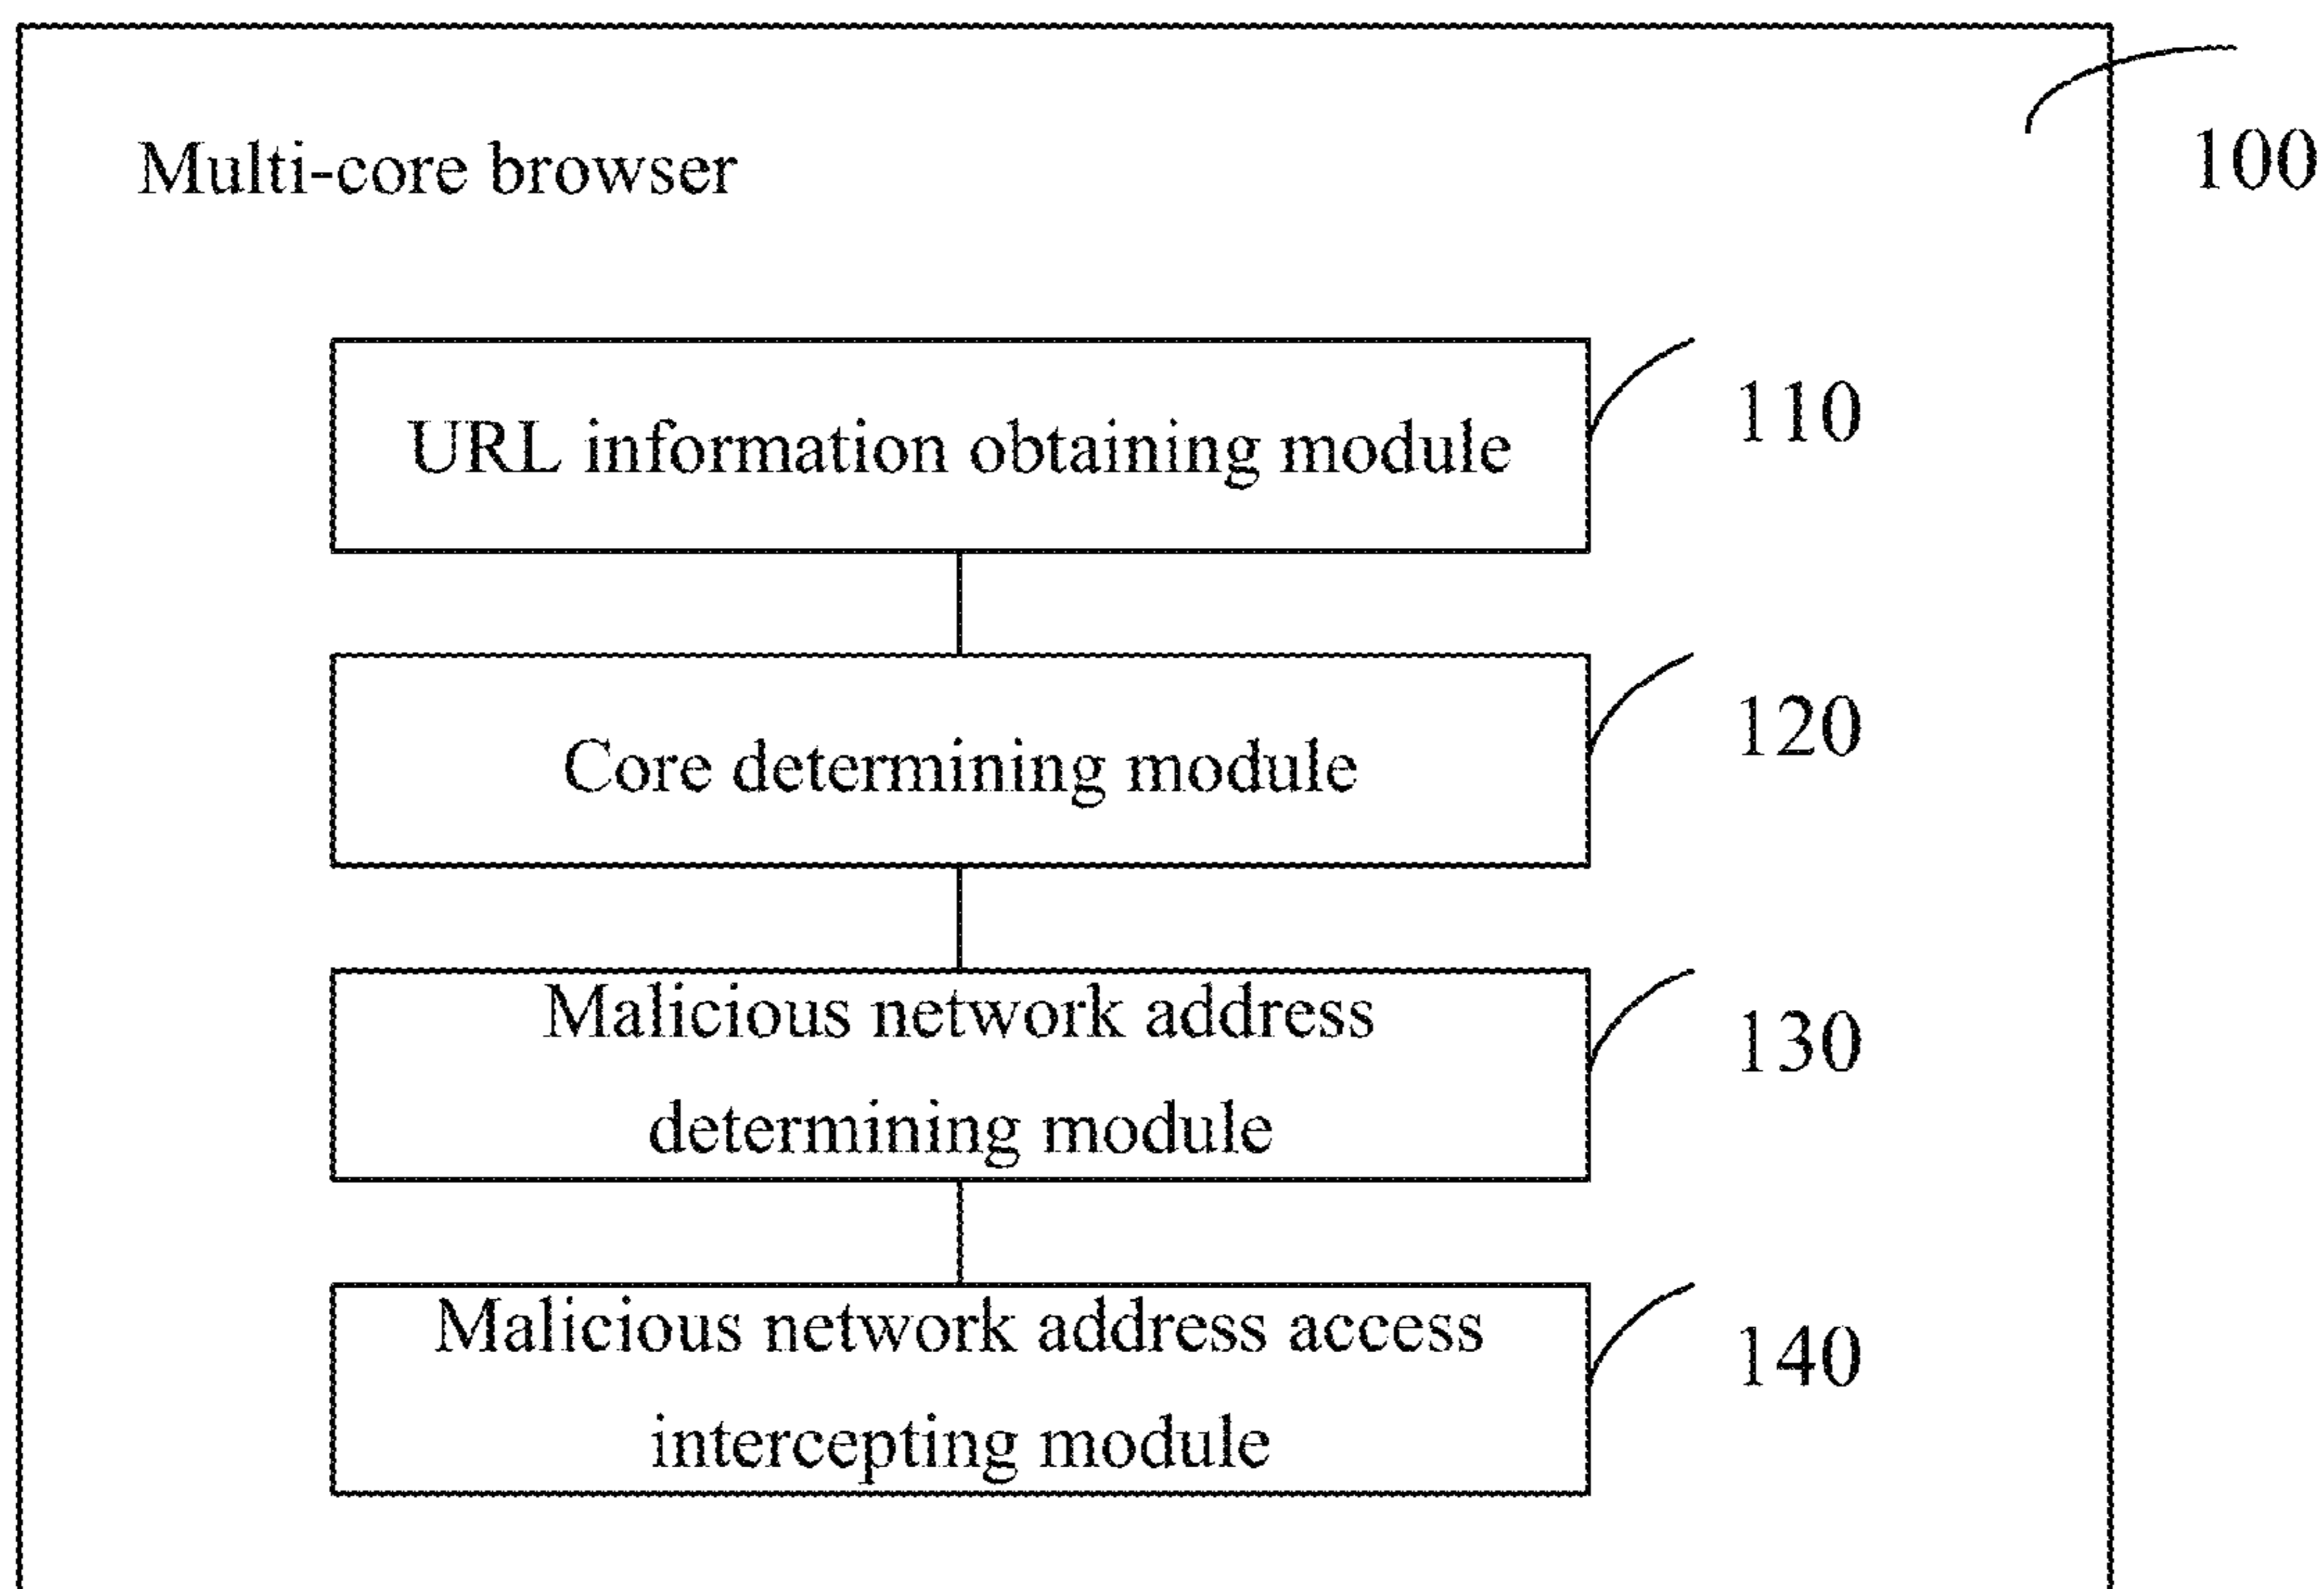 Multi-core browser
100
URL information obtaining module
110
Core determining module
120
Malicious network address
determining module
130
Malicious network address access
intercepting module
140